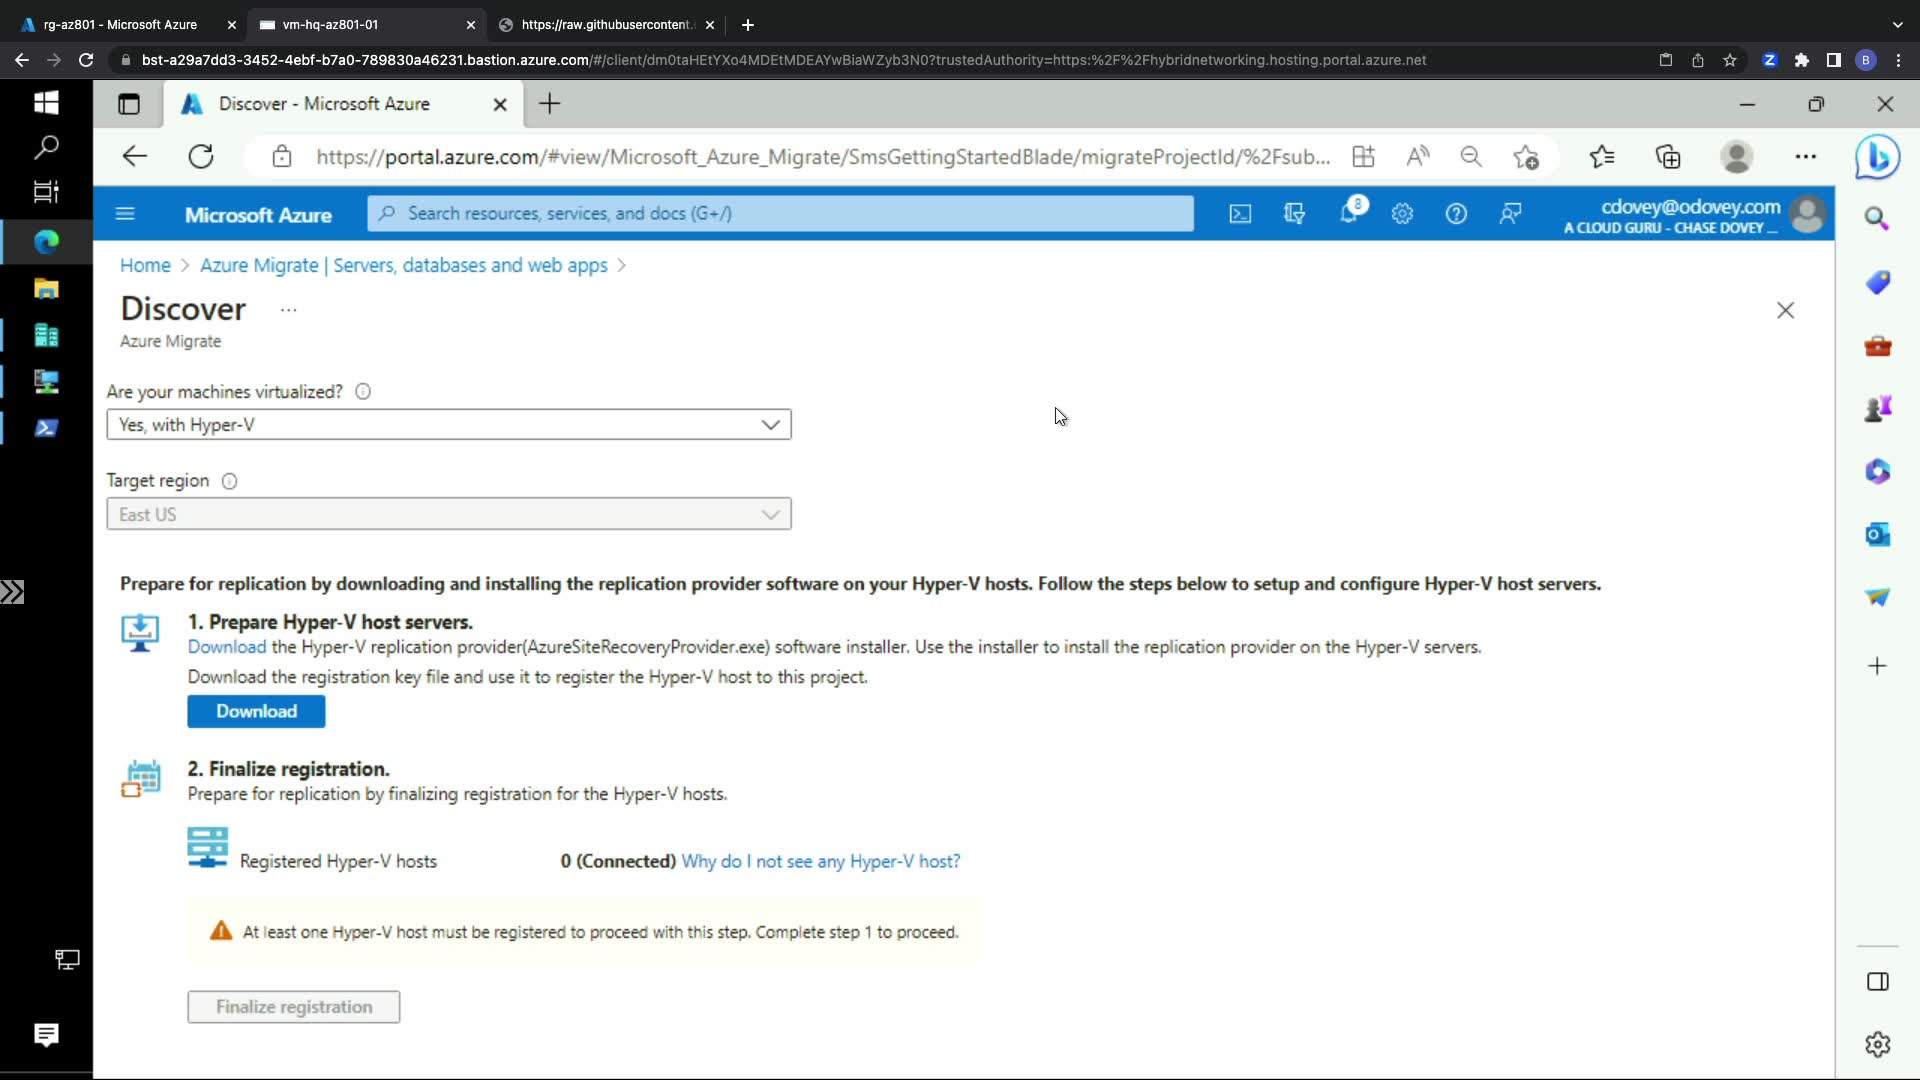 rg-az801 - Microsoft Azure
vm-hq-az801-01
https://raw.githubusercontent.
bst-a29a7dd3-3452-4ebf-b7a0-789830a46231.bastion.azure.com/#/client/dm0taHEtYXo4MDEtMDEAYwBiaWZyb3N0?trustedAuthority=https:%2F%2Fhybridnetworking.hosting.portal.azure.net
B
Discover - Microsoft Azure
https://portal.azure.com/#view/Microsoft_Azure_Migrate/SmsGettingStartedBlade/migrateProjectId/%2Fsub...
Microsoft Azure
Search resources, services, and docs (G+/)
8
cdovey@odovey.com
A CLOUD GURU - CHASE DOVEY ...
Home > Azure Migrate | Servers, databases and web apps >
Discover ...
Azure Migrate
Are your machines virtualized?
Yes, with Hyper-V
Target region
East US
Prepare for replication by downloading and installing the replication provider software on your Hyper-V hosts. Follow the steps below to setup and configure Hyper-V host servers.
1. Prepare Hyper-V host servers.
Download the Hyper-V replication provider(AzureSiteRecoveryProvider.exe) software installer. Use the installer to install the replication provider on the Hyper-V servers.
Download the registration key file and use it to register the Hyper-V host to this project.
Download
2. Finalize registration.
Prepare for replication by finalizing registration for the Hyper-V hosts.
Registered Hyper-V hosts 0 (Connected) Why do I not see any Hyper-V host?
At least one Hyper-V host must be registered to proceed with this step. Complete step 1 to proceed.
Finalize registration